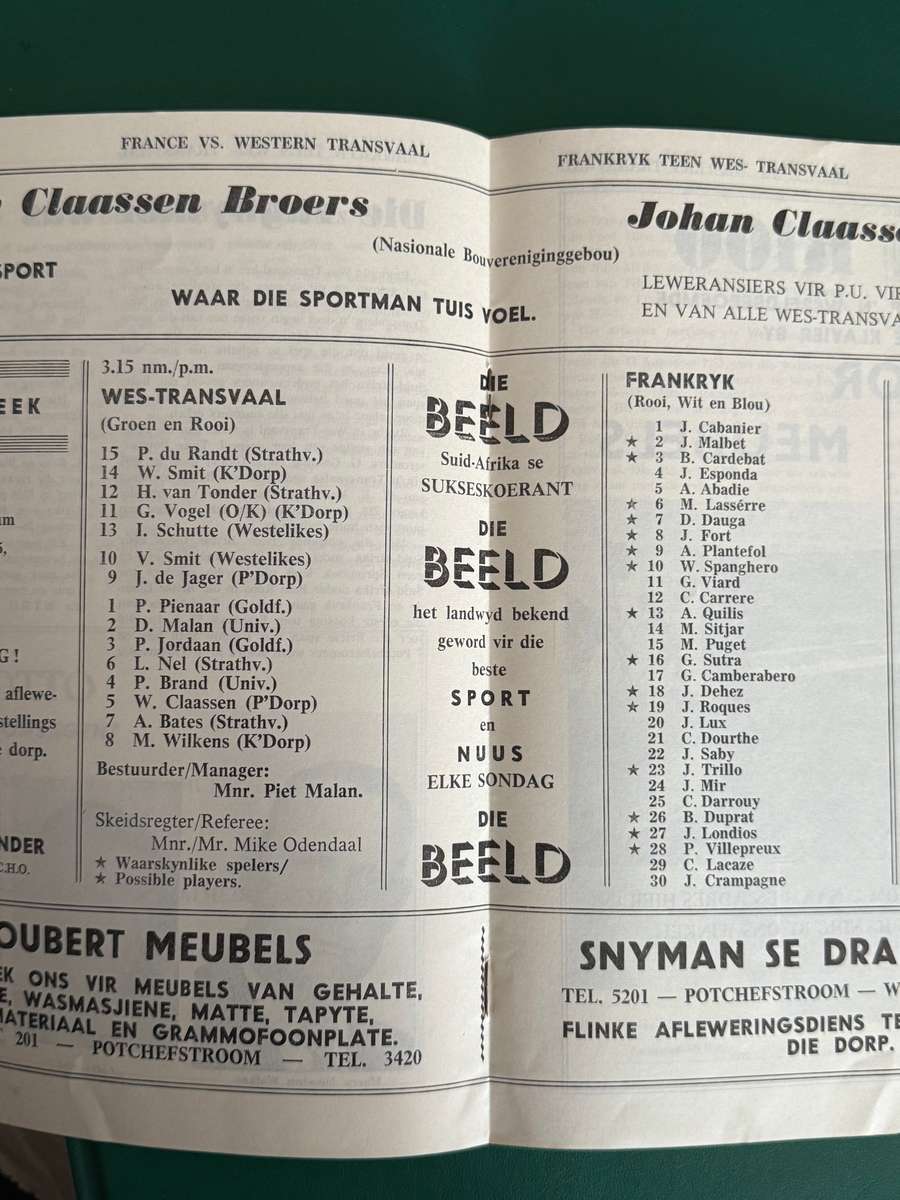 FRANCE VS. WESTERN TRANSVAAL
Claassen Broers
(Nasionale Bouvereniginggebou)
SPORT
WAAR DIE SPORTMAN TUIS VOEL.
EEK
G!
aflewe-
stellings
dorp.
NDER
C.H.O.
3.15 nm./p.m.
WES-TRANSVAAL
(Groen en Rooi)
15 P. du Randt (Strathv.)
14 W. Smit (K'Dorp)
12 H. van Tonder (Strathv.)
11 G. Vogel (O/K) (K'Dorp)
13 I. Schutte (Westelikes)
10 V. Smit (Westelikes)
9 J. de Jager (P'Dorp)
1 P. Pienaar (Goldf.)
2 D. Malan (Univ.)
3 P. Jordaan (Goldf.)
6 L. Nel (Strathv.)
4 P. Brand (Univ.)
5 W. Claassen (P'Dorp)
7 A. Bates (Strathv.)
8 M. Wilkens (K'Dorp)
Bestuurder/Manager:
Mnr. Piet Malan.
Skeidsregter/Referee:
Mnr./Mr. Mike Odendaal
★ Waarskynlike spelers/
★ Possible players.
DIE
BEELD
Suid-Afrika se
SUKSESKOERANT
DIE
BEELD
het landwyd bekend
geword vir die
beste
SPORT
en
NUUS
ELKE SONDAG
DIE
BEELD
OUBERT MEUBELS
EK ONS VIR MEUBELS VAN GEHALTE,
E, WASMASJIENE, MATTE, TAPYTE,
MATERIAAL EN GRAMMOFOONPLATE.
201 — POTCHEFSTROOM — TEL. 3420
FRANKRYK TEEN WES- TRANSVAAL
Johan Claasse
LEWERANSIERS VIR P.U. VIR
EN VAN ALLE WES-TRANSVA
FRANKRYK
(Rooi, Wit en Blou)
1 J. Cabanier
★ 2 J. Malbet
★ 3 B. Cardebat
4 J. Esponda
5 A. Abadie
★ 6 M. Lassérre
★ 7 D. Dauga
★ 8 J. Fort
★ 9 A. Plantefol
★ 10 W. Spanghero
11 G. Viard
12 C. Carrere
★ 13 A. Quilis
14 M. Sitjar
15 M. Puget
★ 16 G. Sutra
17 G. Camberabero
★ 18 J. Dehez
★ 19 J. Roques
20 J. Lux
21 C. Dourthe
22 J. Saby
★ 23 J. Trillo
24 J. Mir
25 C. Darrouy
★ 26 B. Duprat
★ 27 J. Londios
★ 28 P. Villepreux
29 C. Lacaze
30 J. Crampagne
SNYMAN SE DRA
TEL. 5201 — POTCHEFSTROOM — W
FLINKE AFLEWERINGSDIENS TE
DIE DORP.